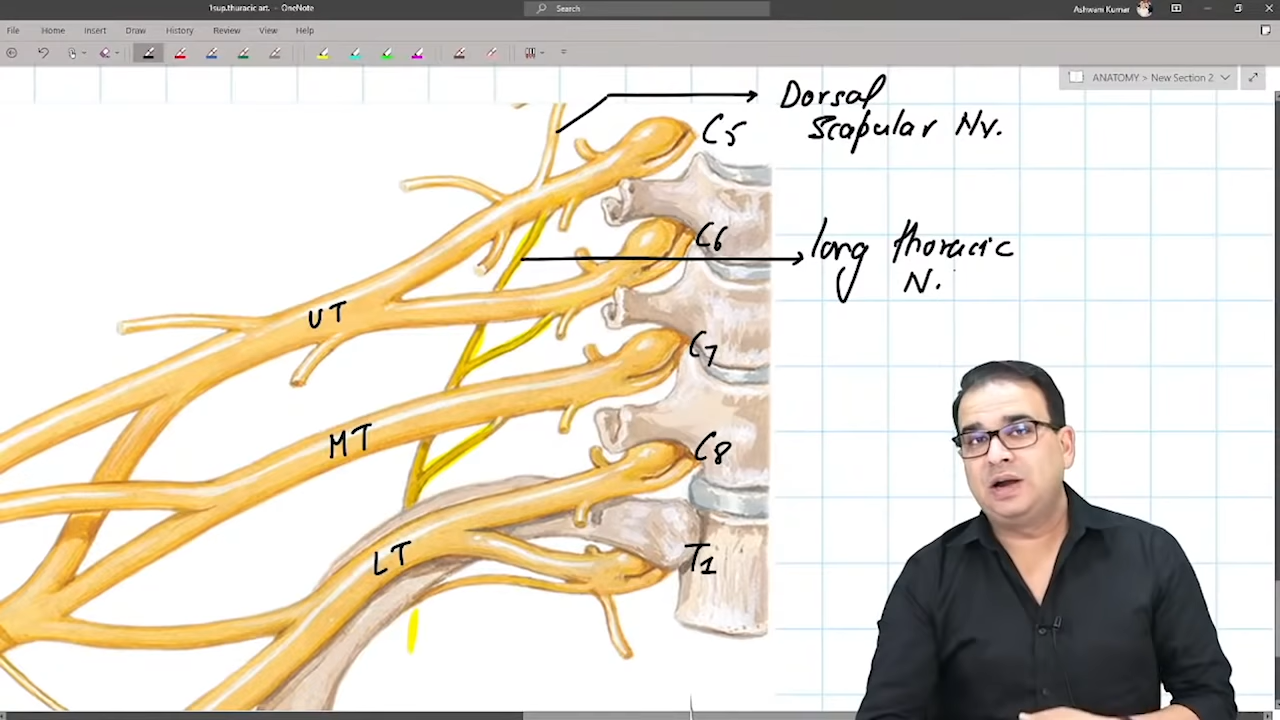 1sup.thoracic art. - OneNote
Search
Ashwani Kumar
File Home Insert Draw History Review View Help
ANATOMY > New Section 2
Dorsal
Scapular Nv.
C5
C6
long thoracic
N.
UT
C7
MT
C8
LT
T1